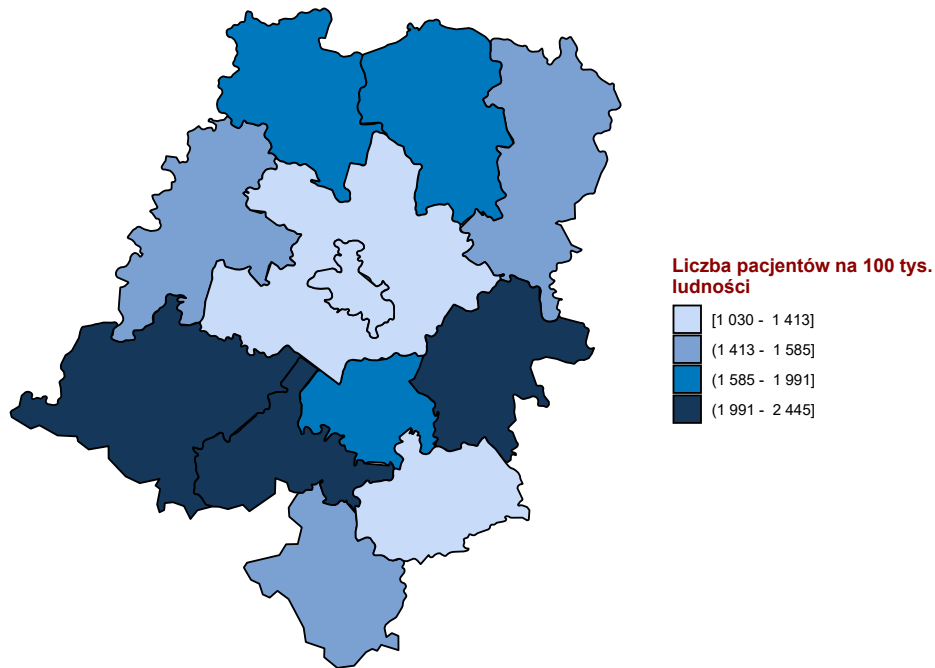 Liczba pacjentów na 100 tys.
ludności
[1 030 - 1 413]
(1 413 - 1 585]
(1 585 - 1 991]
(1 991 - 2 445]